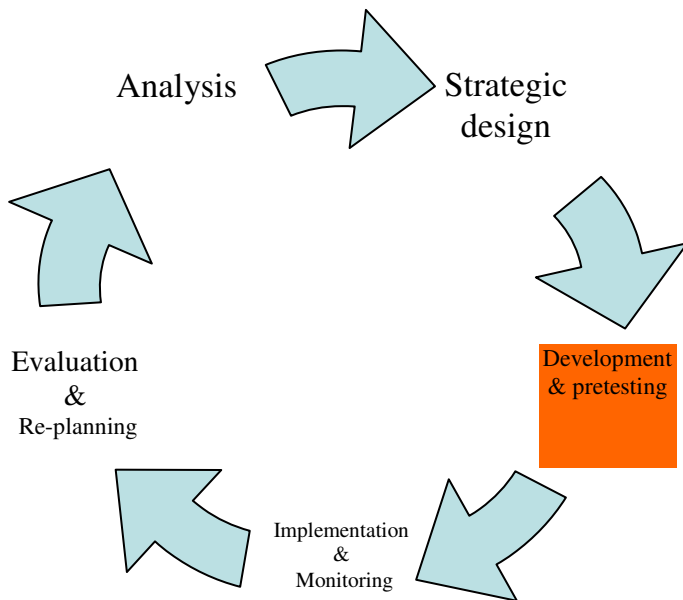 Analysis
Strategic
design
Development
& pretesting
Implementation
&
Monitoring
Evaluation
&
Re-planning